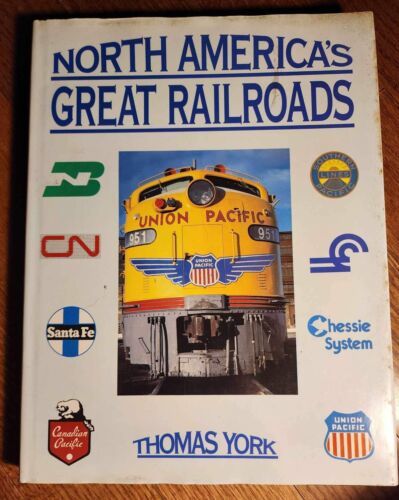 NORTH AMERICA'S
GREAT RAILROADS
BN
CN
Santa Fe
Canadian
Pacific
UNION PACIFIC
951
951
UNION
PACIFIC
SOUTHERN
LINES
PACIFIC
Chessie
System
UNION
PACIFIC
THOMAS YORK